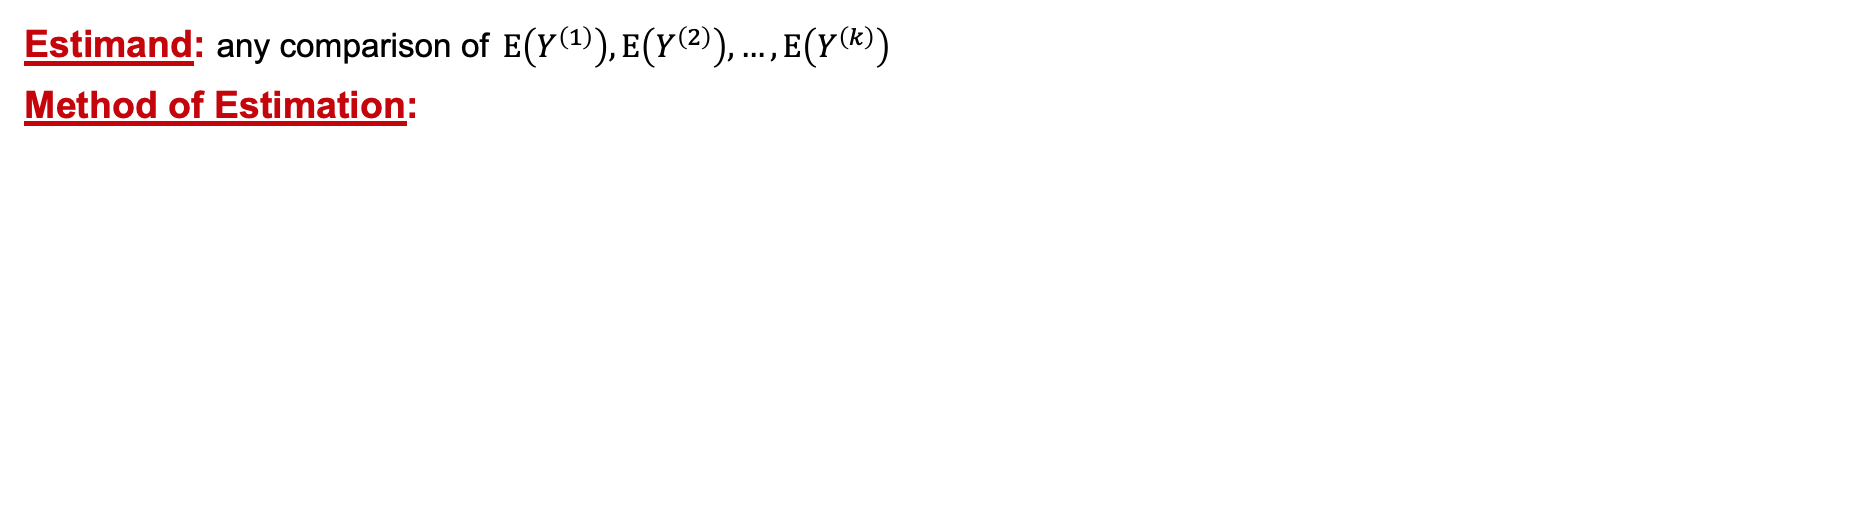 Estimand: any comparison of E(Y⁽¹⁾), E(Y⁽²⁾), … , E(Y⁽ᵏ⁾)
Method of Estimation: